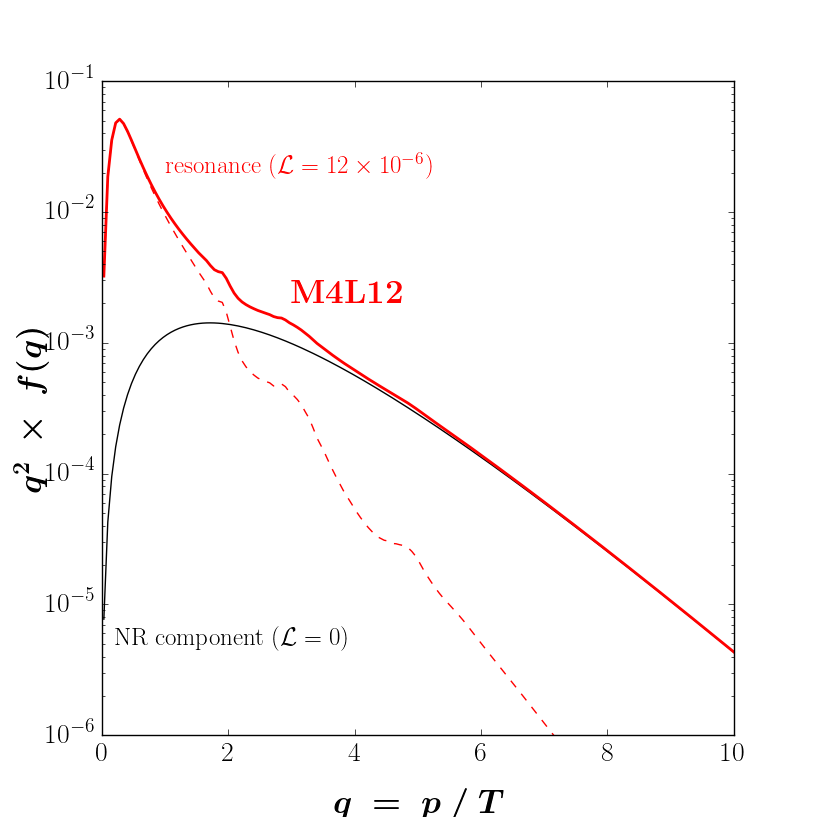 10⁻¹
resonance (𝓛 = 12 × 10⁻⁶)
10⁻²
M4L12
10⁻³
q² × f(q)
10⁻⁴
10⁻⁵
NR component (𝓛 = 0)
10⁻⁶
0 2 4 6 8 10
q = p / T